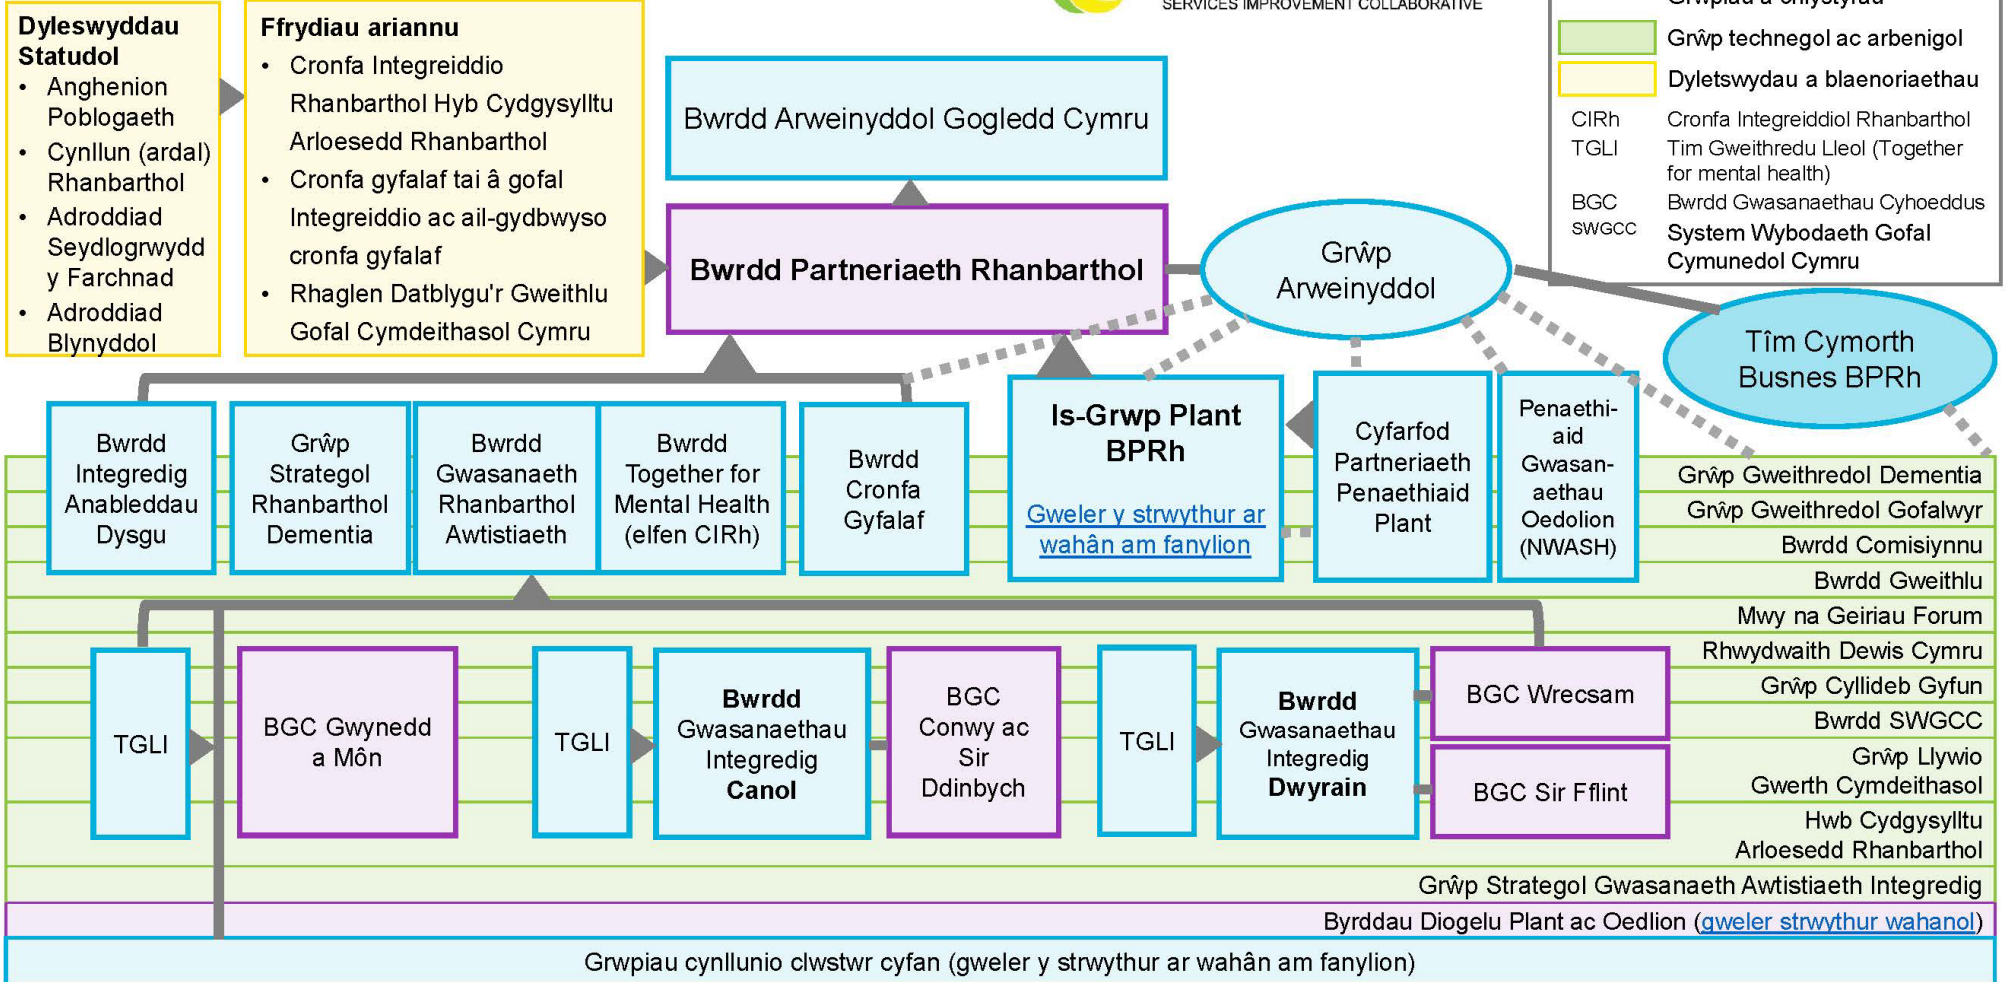 Dyleswyddau
Statudol
• Anghenion
Poblogaeth
• Cynllun (ardal)
Rhanbarthol
• Adroddiad
Seydlogrwydd
y Farchnad
• Adroddiad
Blynyddol
Ffrydiau ariannu
• Cronfa Integreiddio
Rhanbarthol Hyb Cydgysylltu
Arloesedd Rhanbarthol
• Cronfa gyfalaf tai â gofal
Integreiddio ac ail-gydbwyso
cronfa gyfalaf
• Rhaglen Datblygu'r Gweithlu
Gofal Cymdeithasol Cymru
SERVICES IMPROVEMENT COLLABORATIVE
Bwrdd Arweinyddol Gogledd Cymru
Bwrdd Partneriaeth Rhanbarthol
Grŵp
Arweinyddol
Grwpiau a chlystyrau
Grŵp technegol ac arbenigol
Dyletswydau a blaenoriaethau
CIRh Cronfa Integreiddiol Rhanbarthol
TGLI Tim Gweithredu Lleol (Together
for mental health)
BGC Bwrdd Gwasanaethau Cyhoeddus
SWGCC System Wybodaeth Gofal
Cymunedol Cymru
Tîm Cymorth
Busnes BPRh
Bwrdd
Integredig
Anableddau
Dysgu
Grŵp
Strategol
Rhanbarthol
Dementia
Bwrdd
Gwasanaeth
Rhanbarthol
Awtistiaeth
Bwrdd
Together for
Mental Health
(elfen CIRh)
Bwrdd
Cronfa
Gyfalaf
Is-Grwp Plant
BPRh
Gweler y strwythur ar
wahân am fanylion
Cyfarfod
Partneriaeth
Penaethiaid
Plant
Penaethi-
aid
Gwasan-
aethau
Oedolion
(NWASH)
Grŵp Gweithredol Dementia
Grŵp Gweithredol Gofalwyr
Bwrdd Comisiynnu
Bwrdd Gweithlu
Mwy na Geiriau Forum
Rhwydwaith Dewis Cymru
Grŵp Cyllideb Gyfun
Bwrdd SWGCC
Grŵp Llywio
Gwerth Cymdeithasol
Hwb Cydgysylltu
Arloesedd Rhanbarthol
Grŵp Strategol Gwasanaeth Awtistiaeth Integredig
TGLI
BGC Gwynedd
a Môn
TGLI
Bwrdd
Gwasanaethau
Integredig
Canol
BGC
Conwy ac
Sir
Ddinbych
TGLI
Bwrdd
Gwasanaethau
Integredig
Dwyrain
BGC Wrecsam
BGC Sir Fflint
Byrddau Diogelu Plant ac Oedlion (gweler strwythur wahanol)
Grwpiau cynllunio clwstwr cyfan (gweler y strwythur ar wahân am fanylion)